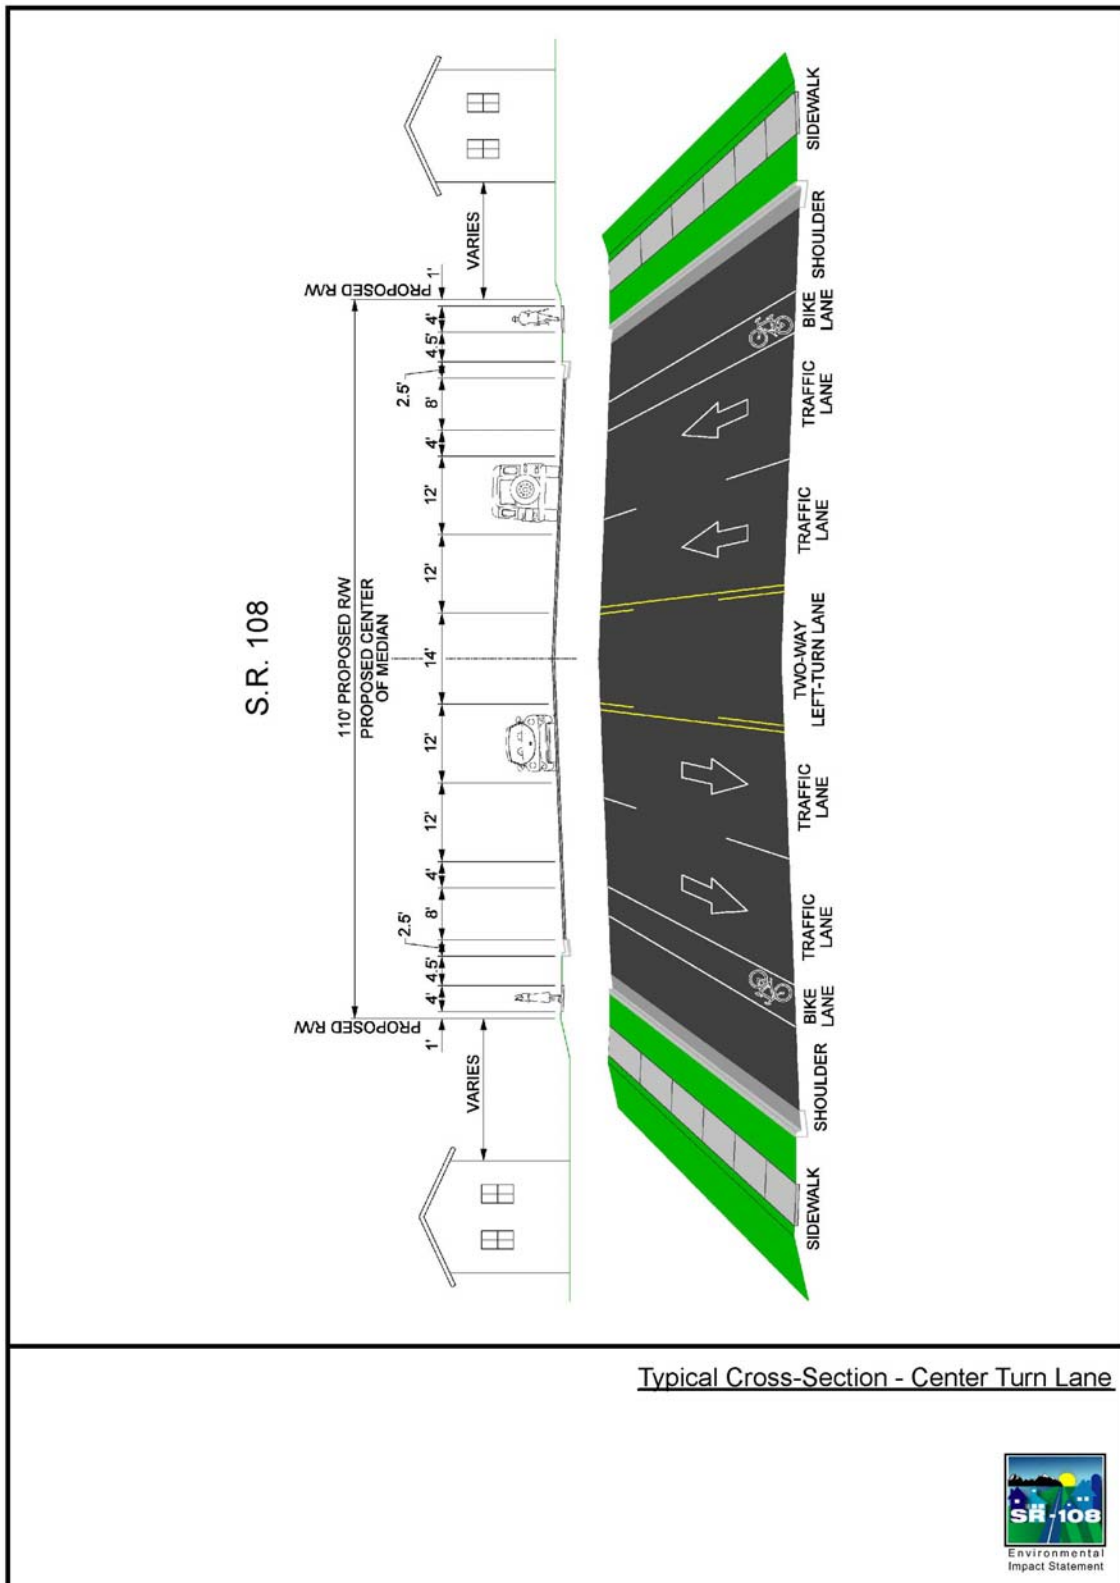 S.R. 108
110' PROPOSED R/W
PROPOSED CENTER
OF MEDIAN
PROPOSED R/W
PROPOSED R/W
VARIES
1'
4'
4.5'
2.5'
8'
4'
12'
12'
14'
12'
12'
4'
8'
2.5'
4.5'
4'
1'
VARIES
SIDEWALK
SHOULDER
BIKE
LANE
TRAFFIC
LANE
TRAFFIC
LANE
TWO-WAY
LEFT-TURN LANE
TRAFFIC
LANE
TRAFFIC
LANE
BIKE
LANE
SHOULDER
SIDEWALK
Typical Cross-Section - Center Turn Lane
SR-108
Environmental
Impact Statement